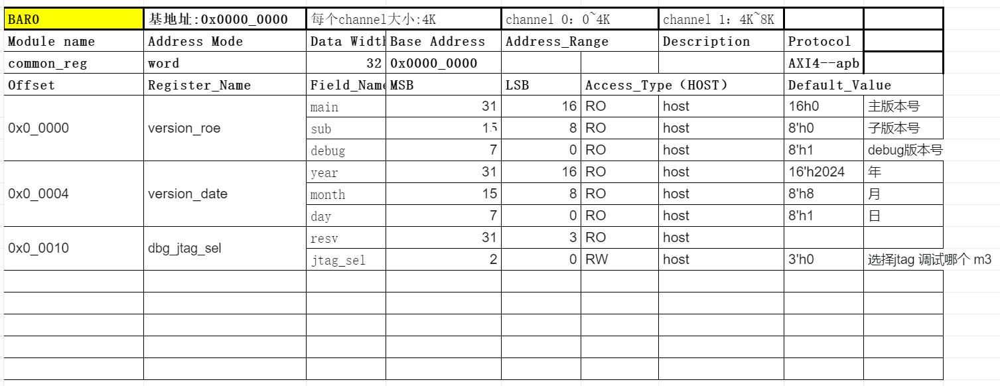 BAR0 基地址:0x0000_0000 每个channel大小:4K channel 0：0~4K channel 1：4K~8K
Module name Address Mode Data Width Base Address Address_Range Description Protocol
common_reg word 32 0x0000_0000 AXI4--apb
Offset Register_Name Field_Name MSB LSB Access_Type（HOST） Default_Value
main 31 16 RO host 16h0 主版本号
0x0_0000 version_roe sub 15 8 RO host 8'h0 子版本号
debug 7 0 RO host 8'h1 debug版本号
year 31 16 RO host 16'h2024 年
0x0_0004 version_date month 15 8 RO host 8'h8 月
day 7 0 RO host 8'h1 日
0x0_0010 dbg_jtag_sel resv 31 3 RO host
jtag_sel 2 0 RW host 3'h0 选择jtag 调试哪个 m3